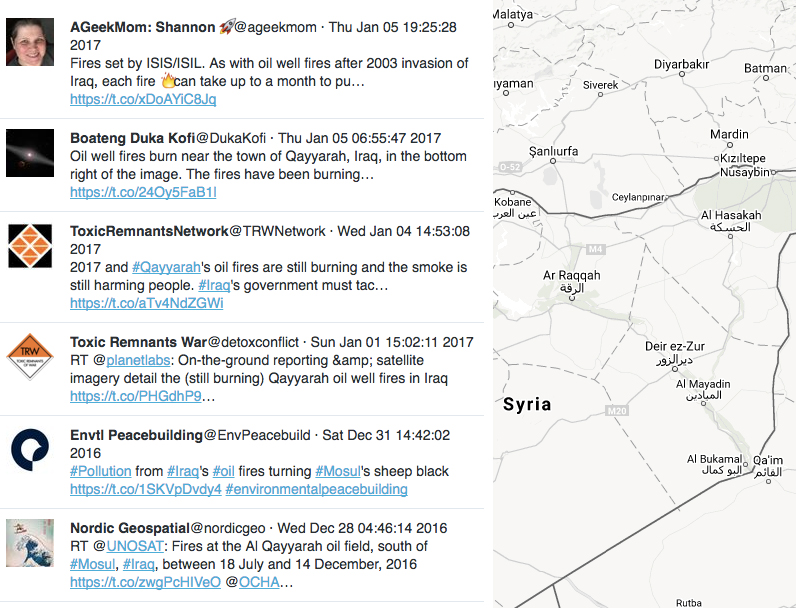 AGeekMom: Shannon 🚀@ageekmom · Thu Jan 05 19:25:28
2017
Fires set by ISIS/ISIL. As with oil well fires after 2003 invasion of
Iraq, each fire 🔥can take up to a month to pu…
https://t.co/xDoAYiC8Jq
Boateng Duka Kofi@DukaKofi · Thu Jan 05 06:55:47 2017
Oil well fires burn near the town of Qayyarah, Iraq, in the bottom
right of the image. The fires have been burning…
https://t.co/24Oy5FaB1l
ToxicRemnantsNetwork@TRWNetwork · Wed Jan 04 14:53:08
2017
2017 and #Qayyarah's oil fires are still burning and the smoke is
still harming people. #Iraq's government must tac…
https://t.co/aTv4NdZGWi
TRW
TOXIC REMNANTS
OF WAR
Toxic Remnants War@detoxconflict · Sun Jan 01 15:02:11 2017
RT @planetlabs: On-the-ground reporting &amp; satellite
imagery detail the (still burning) Qayyarah oil well fires in Iraq
https://t.co/PHGdhP9…
Envtl Peacebuilding@EnvPeacebuild · Sat Dec 31 14:42:02
2016
#Pollution from #Iraq's #oil fires turning #Mosul's sheep black
https://t.co/1SKVpDvdy4 #environmentalpeacebuilding
Nordic Geospatial@nordicgeo · Wed Dec 28 04:46:14 2016
RT @UNOSAT: Fires at the Al Qayyarah oil field, south of
#Mosul, #Iraq, between 18 July and 14 December, 2016
https://t.co/zwgPcHIVeO @OCHA…
Malatya
Diyarbakır
Batman
ıyaman
Siverek
Mardin
Şanlıurfa
Kızıltepe
O-52
Nusaybin
Kobane
عين العرب
Ceylanpınar
Al Hasakah
الحسكة
M4
Ar Raqqah
الرقة
Deir ez-Zur
ديرالزور
Al Mayadin
الميادين
Syria
M20
Al Bukamal
البو كمال
Qa'im
القائم
Rutba